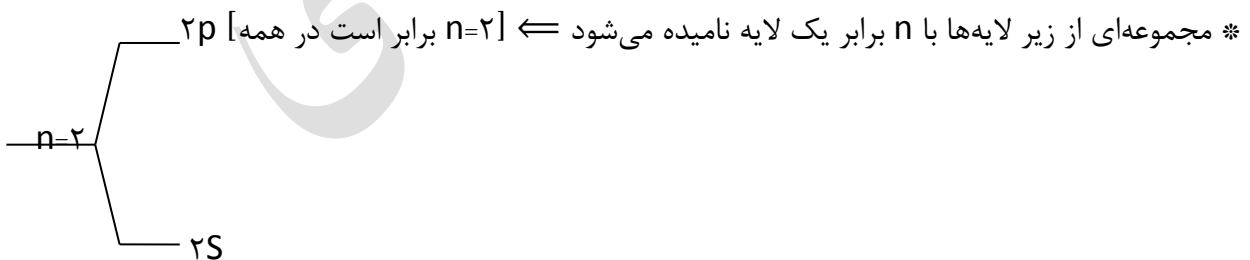 * مجموعه‌ای از زیر لایه‌ها با n برابر یک لایه نامیده می‌شود ⟸ [n=۲ برابر است در همه] ۲p
n=۲
۲S